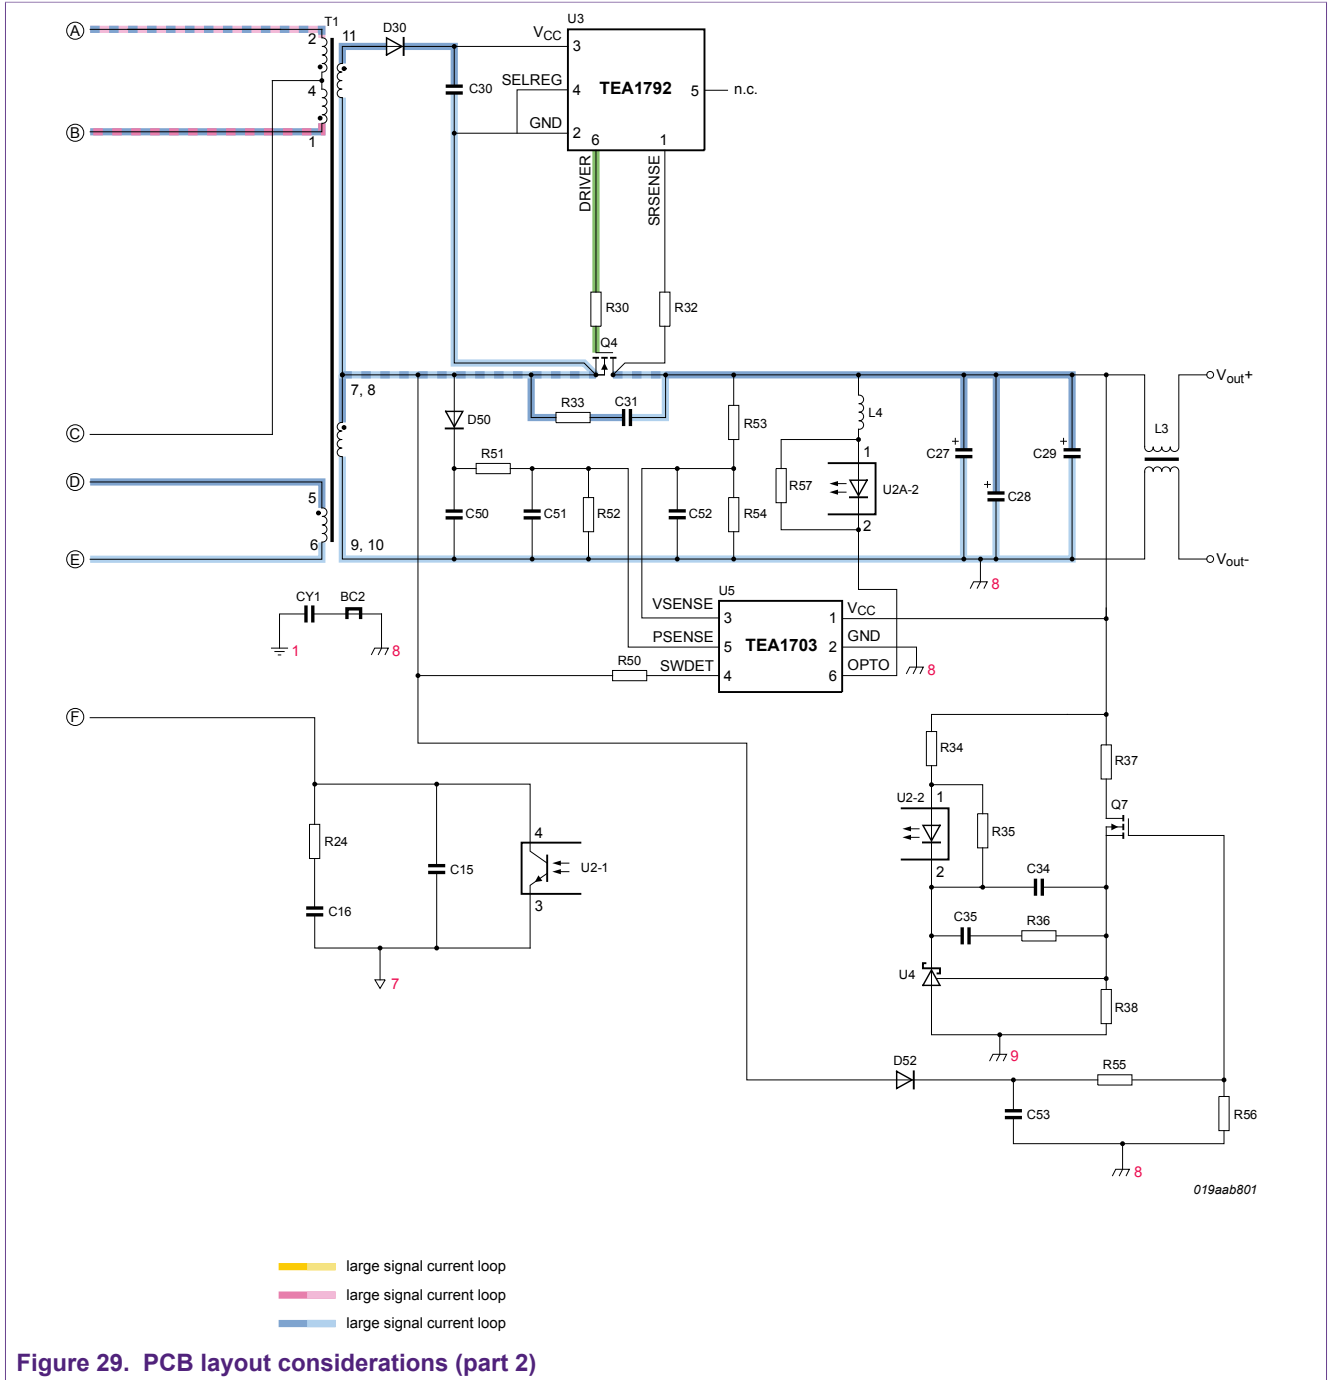 A
T1
D30
U3
2
11
VCC
3
SELREG
4
TEA1792
5
n.c.
C30
4
GND
2
6
1
B
1
DRIVER
SRSENSE
R30
R32
Q4
7, 8
Vout+
R33
C31
D50
R53
L4
L3
C
R51
1
C27
+
C29
+
D
R57
U2A-2
C28
+
5
C50
C51
R52
C52
R54
2
6
9, 10
E
Vout-
8
U5
CY1
BC2
VSENSE
3
1
VCC
PSENSE
5
TEA1703
2
GND
1
8
R50
SWDET
4
6
OPTO
8
F
R34
R37
U2-2
1
Q7
R24
4
R35
C15
U2-1
2
C34
3
C16
C35
R36
7
U4
R38
9
D52
R55
C53
R56
8
019aab801
large signal current loop
large signal current loop
large signal current loop
Figure 29. PCB layout considerations (part 2)